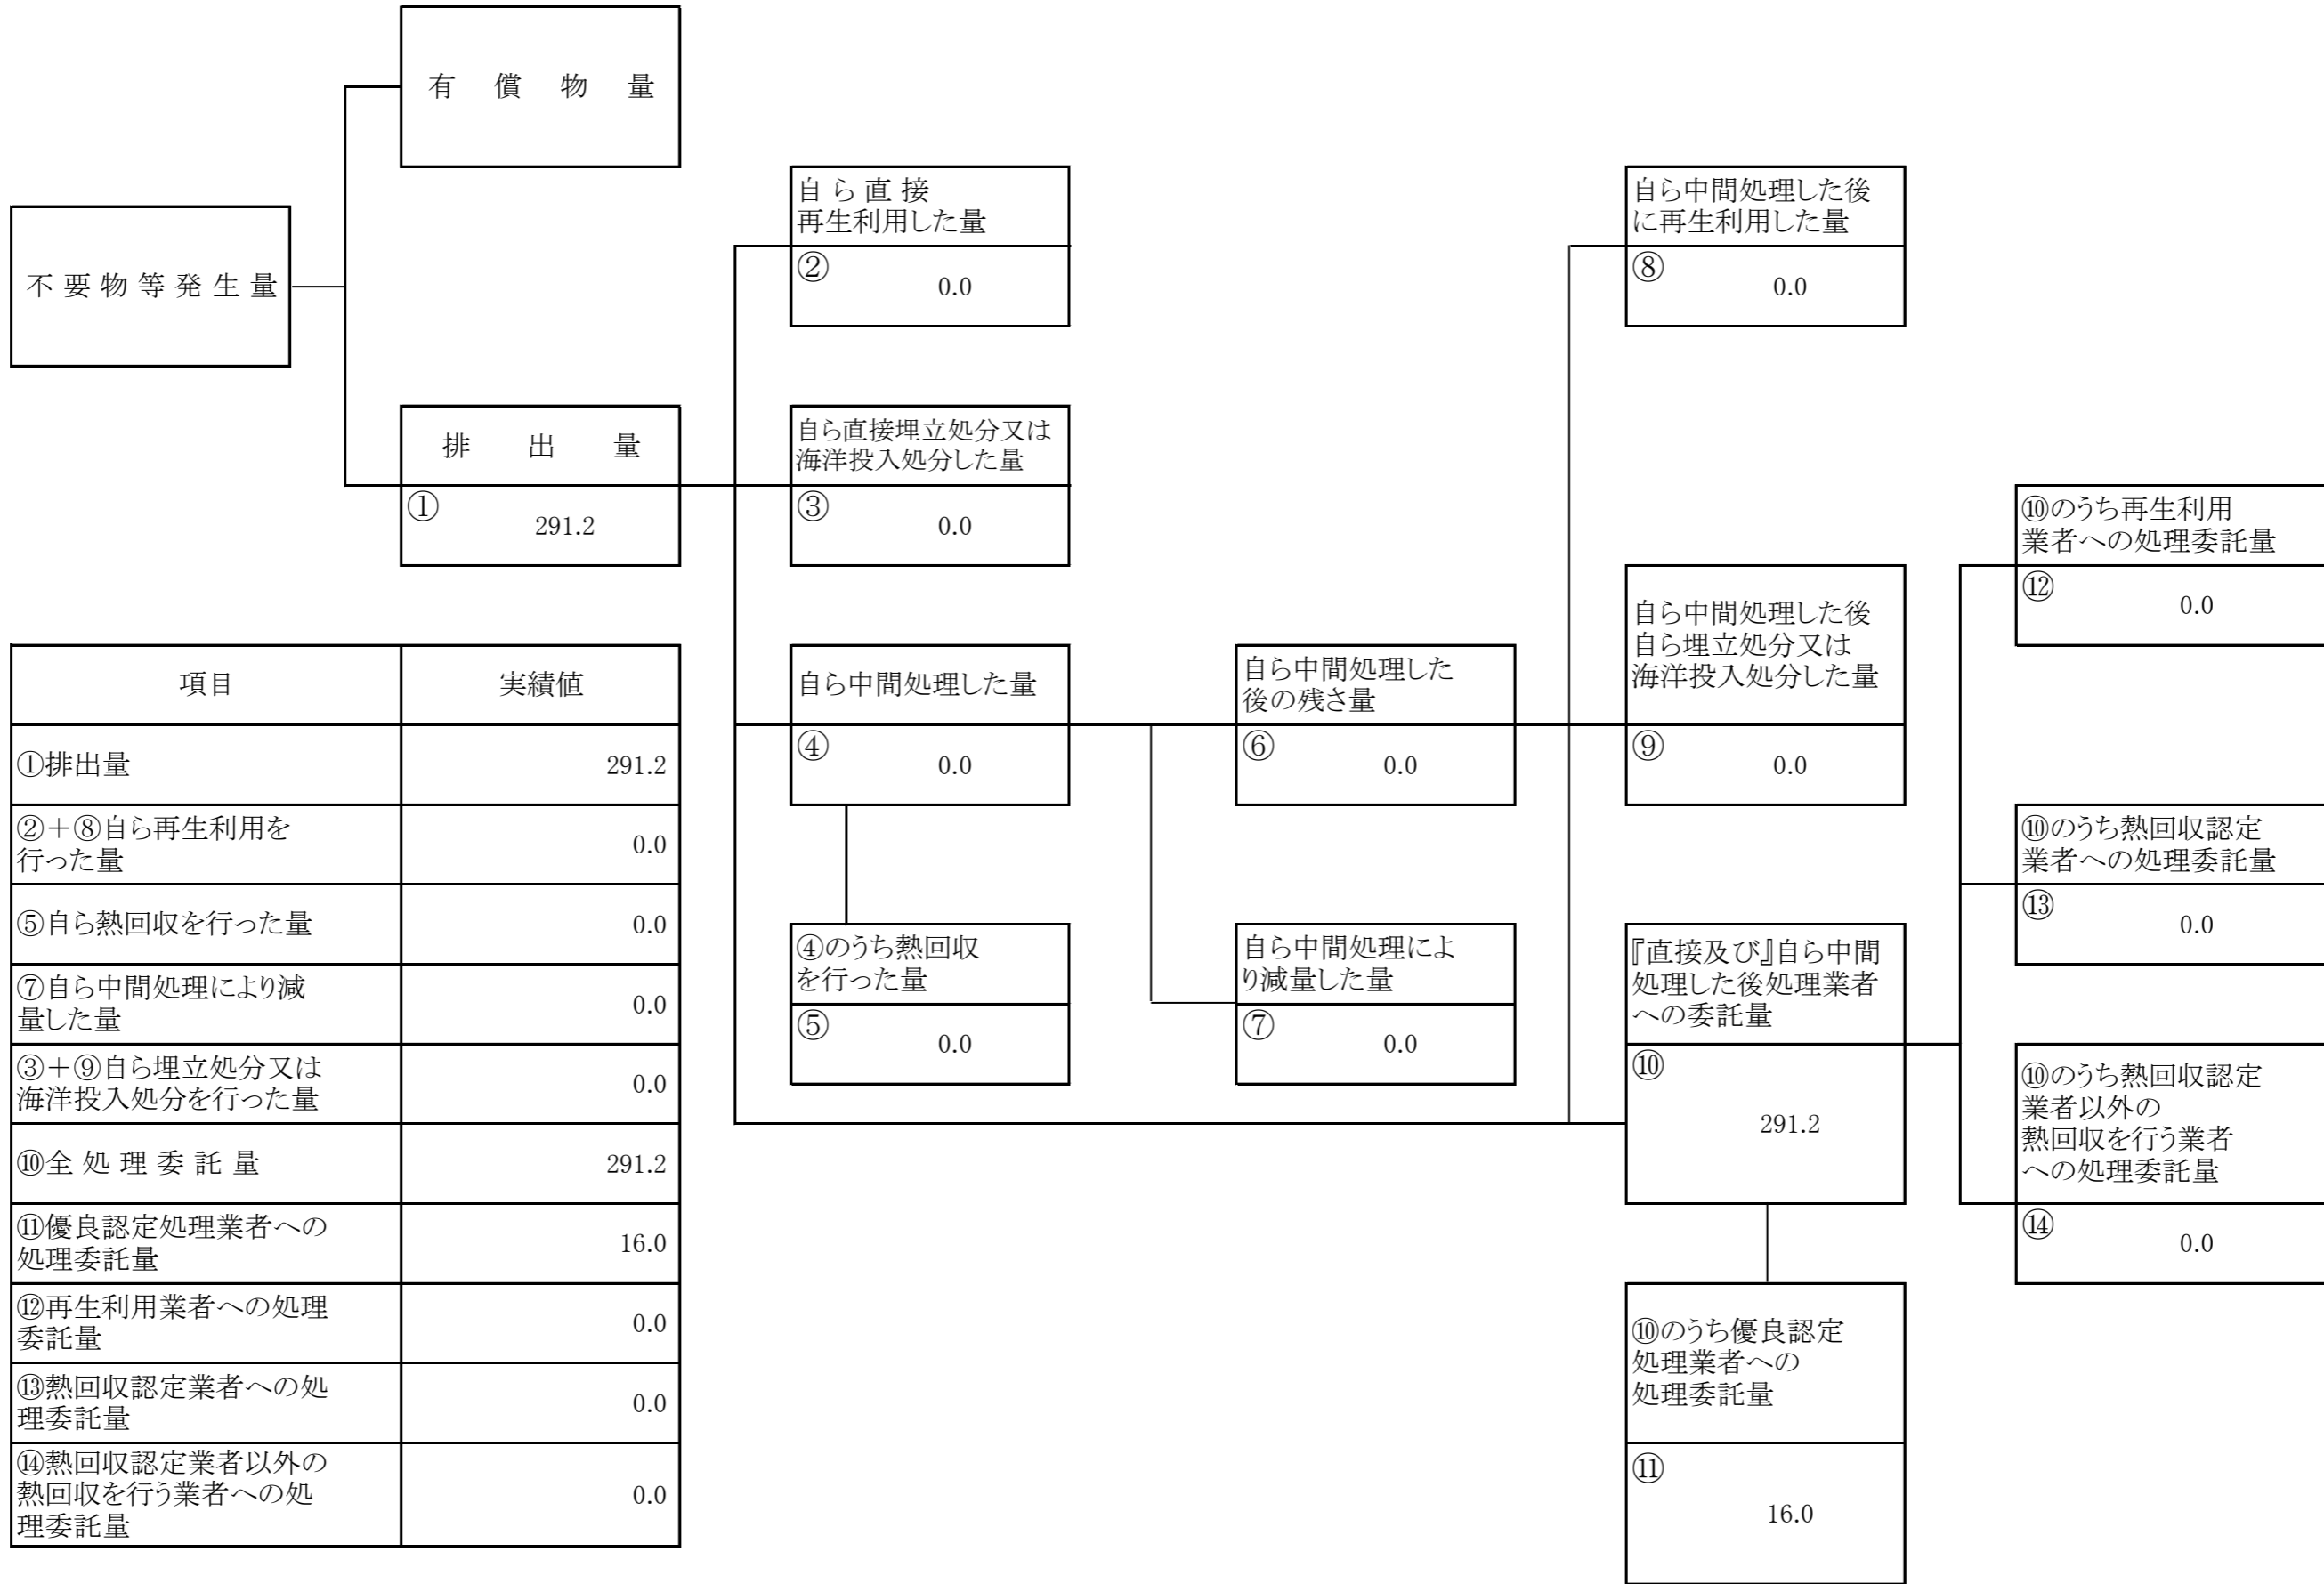 有 償 物 量
不 要 物 等 発 生 量
排 出 量
①
291.2
自 ら 直 接
再生利用した量
②
0.0
自ら直接埋立処分又は
海洋投入処分した量
③
0.0
自ら中間処理した量
④
0.0
④のうち熱回収
を行った量
⑤
0.0
自ら中間処理した
後の残さ量
⑥
0.0
自ら中間処理によ
り減量した量
⑦
0.0
自ら中間処理した後
に再生利用した量
⑧
0.0
自ら中間処理した後
自ら埋立処分又は
海洋投入処分した量
⑨
0.0
『直接及び』自ら中間
処理した後処理業者
への委託量
⑩
291.2
⑩のうち優良認定
処理業者への
処理委託量
⑪
16.0
⑩のうち再生利用
業者への処理委託量
⑫
0.0
⑩のうち熱回収認定
業者への処理委託量
⑬
0.0
⑩のうち熱回収認定
業者以外の
熱回収を行う業者
への処理委託量
⑭
0.0
項目 実績値
①排出量 291.2
②＋⑧自ら再生利用を
行った量 0.0
⑤自ら熱回収を行った量 0.0
⑦自ら中間処理により減
量した量 0.0
③＋⑨自ら埋立処分又は
海洋投入処分を行った量 0.0
⑩全 処 理 委 託 量 291.2
⑪優良認定処理業者への
処理委託量 16.0
⑫再生利用業者への処理
委託量 0.0
⑬熱回収認定業者への処
理委託量 0.0
⑭熱回収認定業者以外の
熱回収を行う業者への処
理委託量 0.0